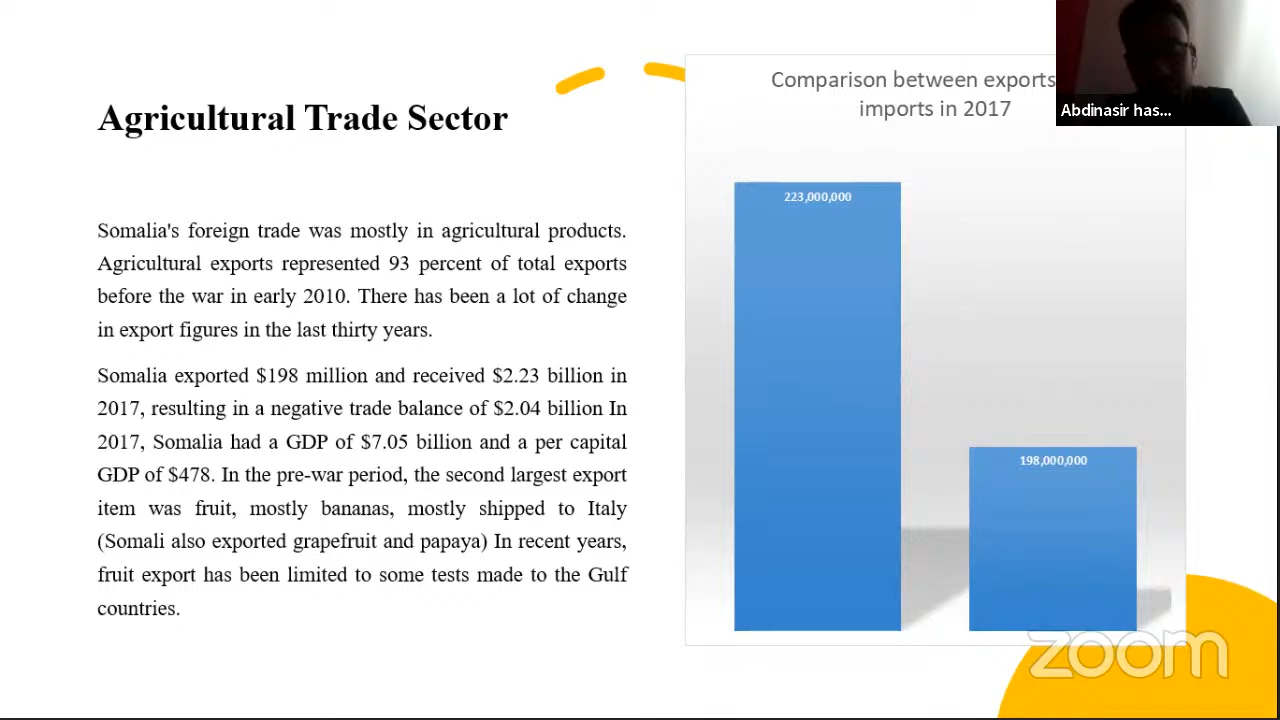 Agricultural Trade Sector
Somalia's foreign trade was mostly in agricultural products.
Agricultural exports represented 93 percent of total exports
before the war in early 2010. There has been a lot of change
in export figures in the last thirty years.
Somalia exported $198 million and received $2.23 billion in
2017, resulting in a negative trade balance of $2.04 billion In
2017, Somalia had a GDP of $7.05 billion and a per capital
GDP of $478. In the pre-war period, the second largest export
item was fruit, mostly bananas, mostly shipped to Italy
(Somali also exported grapefruit and papaya) In recent years,
fruit export has been limited to some tests made to the Gulf
countries.
Comparison between exports
imports in 2017
223,000,000
198,000,000
Abdinasir has...
zoom